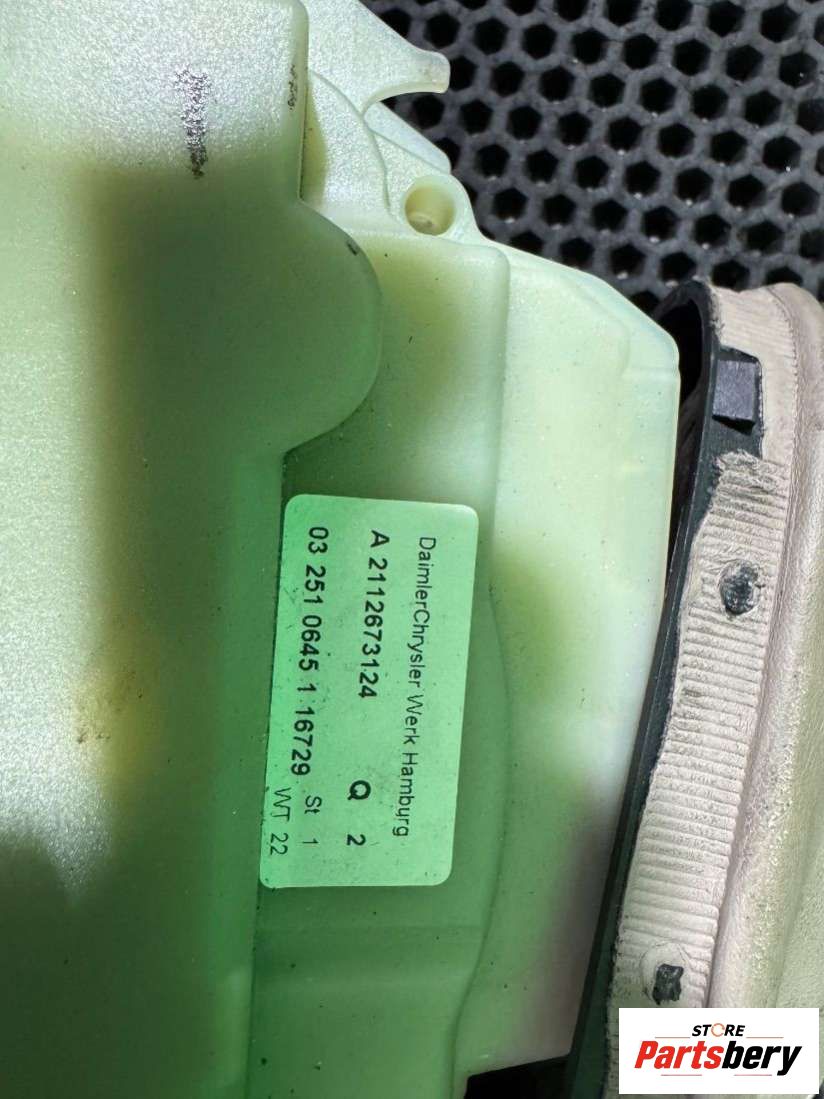 DaimlerChrysler Werk Hamburg
A 2112673124 Q 2
03 251 0645 1 16729 St 1
WT 22
STORE
Partsbery